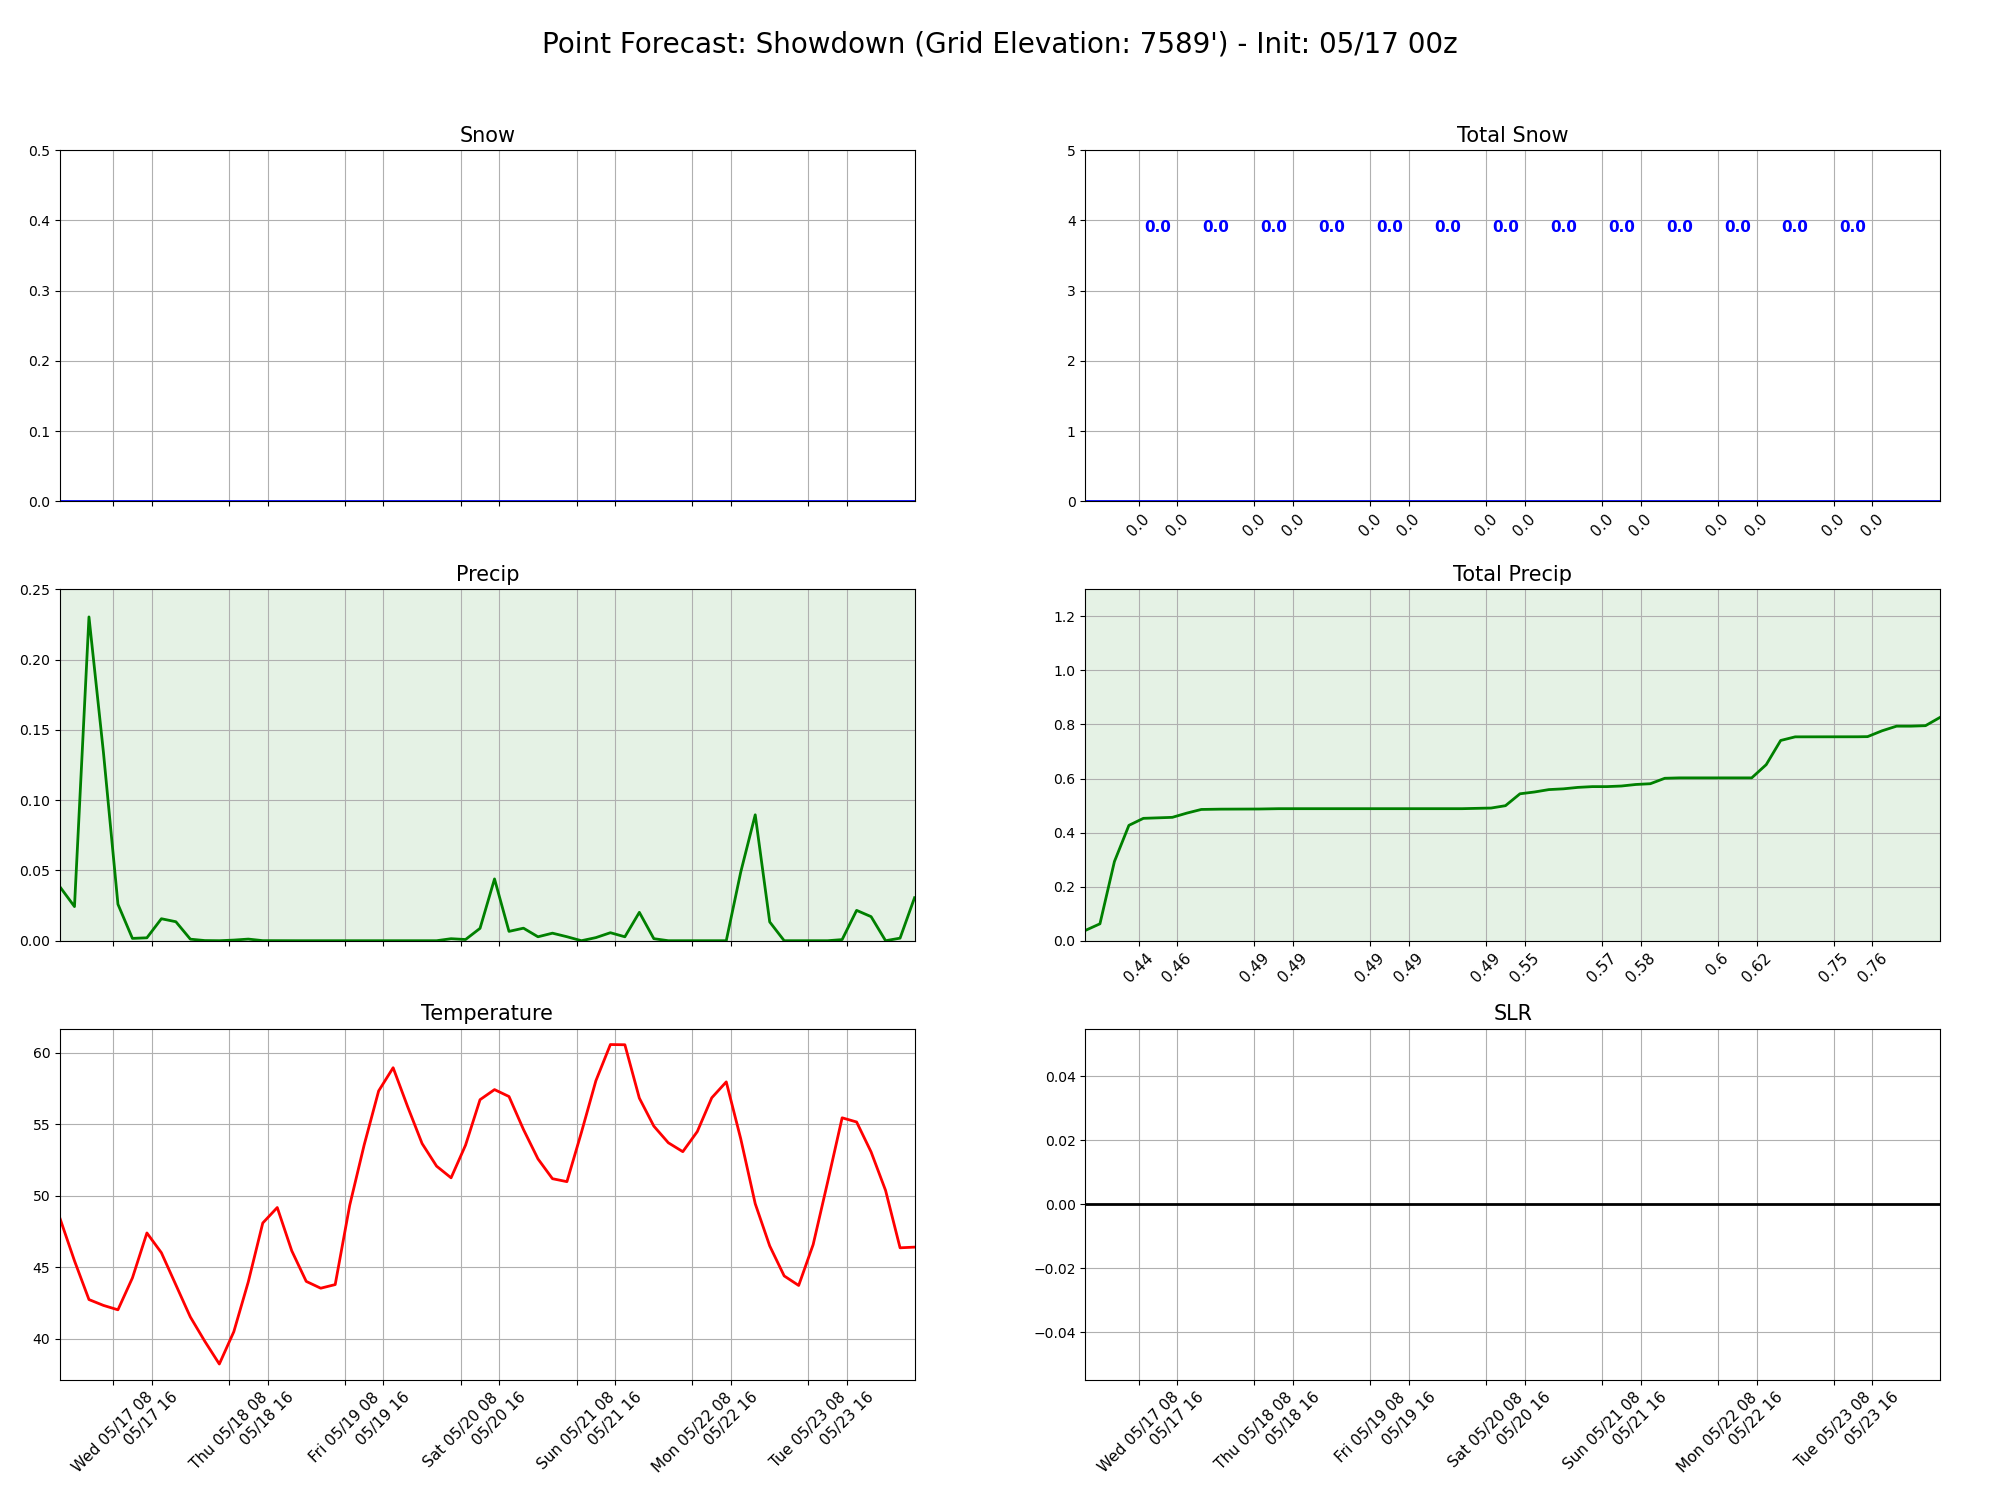 Point Forecast: Showdown (Grid Elevation: 7589') - Init: 05/17 00z
Snow
0.5
0.4
0.3
0.2
0.1
0.0
Total Snow
5
4
3
2
1
0
0.0 0.0 0.0 0.0 0.0 0.0 0.0 0.0 0.0 0.0 0.0 0.0 0.0
0.0 0.0 0.0 0.0 0.0 0.0 0.0 0.0 0.0 0.0 0.0 0.0 0.0 0.0
Precip
0.25
0.20
0.15
0.10
0.05
0.00
Total Precip
1.2
1.0
0.8
0.6
0.4
0.2
0.0
0.44 0.46 0.49 0.49 0.49 0.49 0.49 0.55 0.57 0.58 0.6 0.62 0.75 0.76
Temperature
60
55
50
45
40
Wed 05/17 08
05/17 16
Thu 05/18 08
05/18 16
Fri 05/19 08
05/19 16
Sat 05/20 08
05/20 16
Sun 05/21 08
05/21 16
Mon 05/22 08
05/22 16
Tue 05/23 08
05/23 16
SLR
0.04
0.02
0.00
−0.02
−0.04
Wed 05/17 08
05/17 16
Thu 05/18 08
05/18 16
Fri 05/19 08
05/19 16
Sat 05/20 08
05/20 16
Sun 05/21 08
05/21 16
Mon 05/22 08
05/22 16
Tue 05/23 08
05/23 16